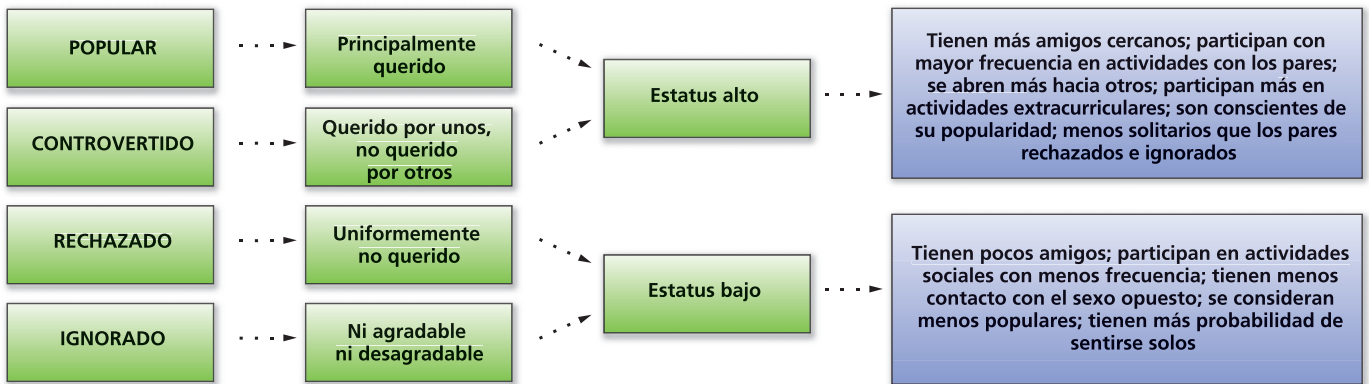 POPULAR
Principalmente
querido
CONTROVERTIDO
Querido por unos,
no querido
por otros
Estatus alto
Tienen más amigos cercanos; participan con
mayor frecuencia en actividades con los pares;
se abren más hacia otros; participan más en
actividades extracurriculares; son conscientes de
su popularidad; menos solitarios que los pares
rechazados e ignorados
RECHAZADO
Uniformemente
no querido
IGNORADO
Ni agradable
ni desagradable
Estatus bajo
Tienen pocos amigos; participan en actividades
sociales con menos frecuencia; tienen menos
contacto con el sexo opuesto; se consideran
menos populares; tienen más probabilidad de
sentirse solos